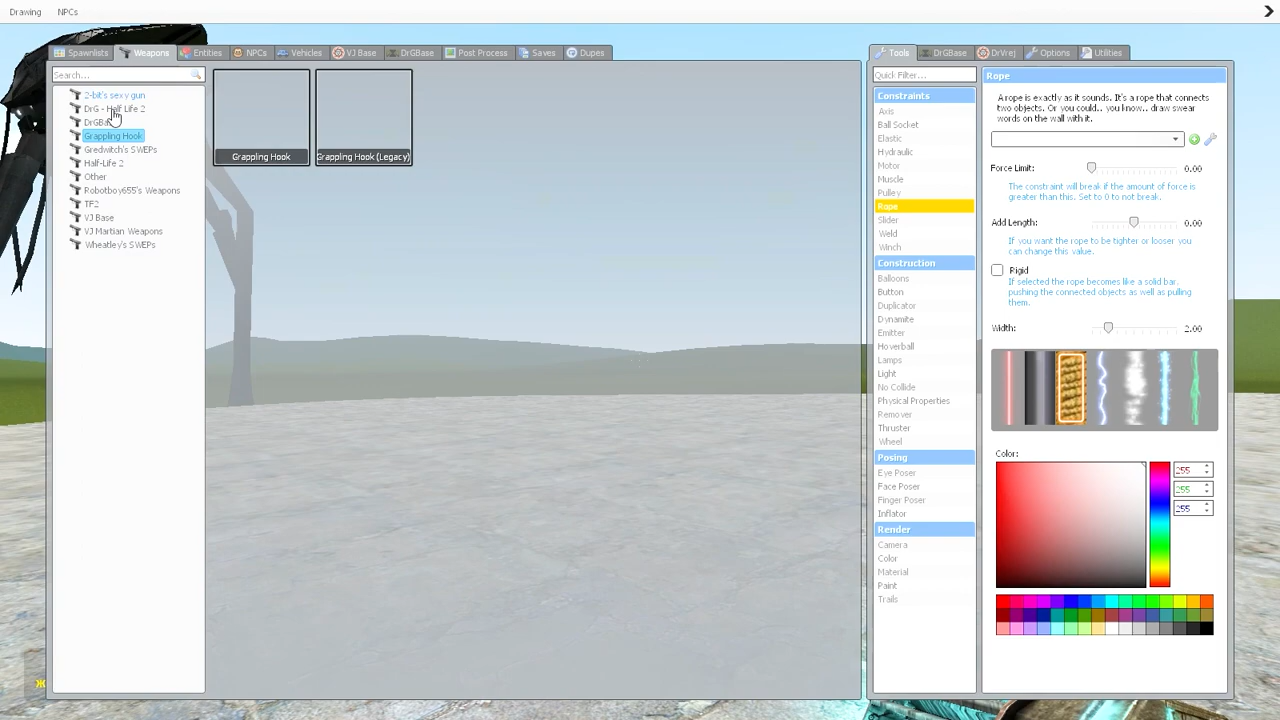 Drawing NPCs
Spawnlists Weapons Entities NPCs Vehicles VJ Base DrGBase Post Process Saves Dupes
Search...
2-bit's sexy gun
DrG - Half Life 2
Grappling Hook
Gredwitch's SWEPs
Half-Life 2
Other
Robotboy655's Weapons
TF2
VJ Base
VJ Martian Weapons
Wheatley's SWEPs
Grappling Hook
Grappling Hook (Legacy)
Tools DrGBase DrVrej Options Utilities
Quick Filter...
Constraints
Axis
Ball Socket
Elastic
Hydraulic
Motor
Muscle
Pulley
Rope
Slider
Weld
Winch
Construction
Balloons
Button
Duplicator
Dynamite
Emitter
Hoverball
Lamps
Light
No Collide
Physical Properties
Remover
Thruster
Wheel
Posing
Eye Poser
Face Poser
Finger Poser
Inflator
Render
Camera
Color
Material
Paint
Trails
Rope
A rope is exactly as it sounds. It's a rope that connects
two objects. Or you could.. you know.. draw swear
words on the wall with it.
Force Limit: 0.00
The constraint will break if the amount of force is
greater than this. Set to 0 to not break.
Add Length: 0.00
If you want the rope to be tighter or looser you
can change this value.
Rigid
If selected the rope becomes like a solid bar,
pushing the connected objects as well as pulling
them.
Width: 2.00
Color:
255
255
255
Ж